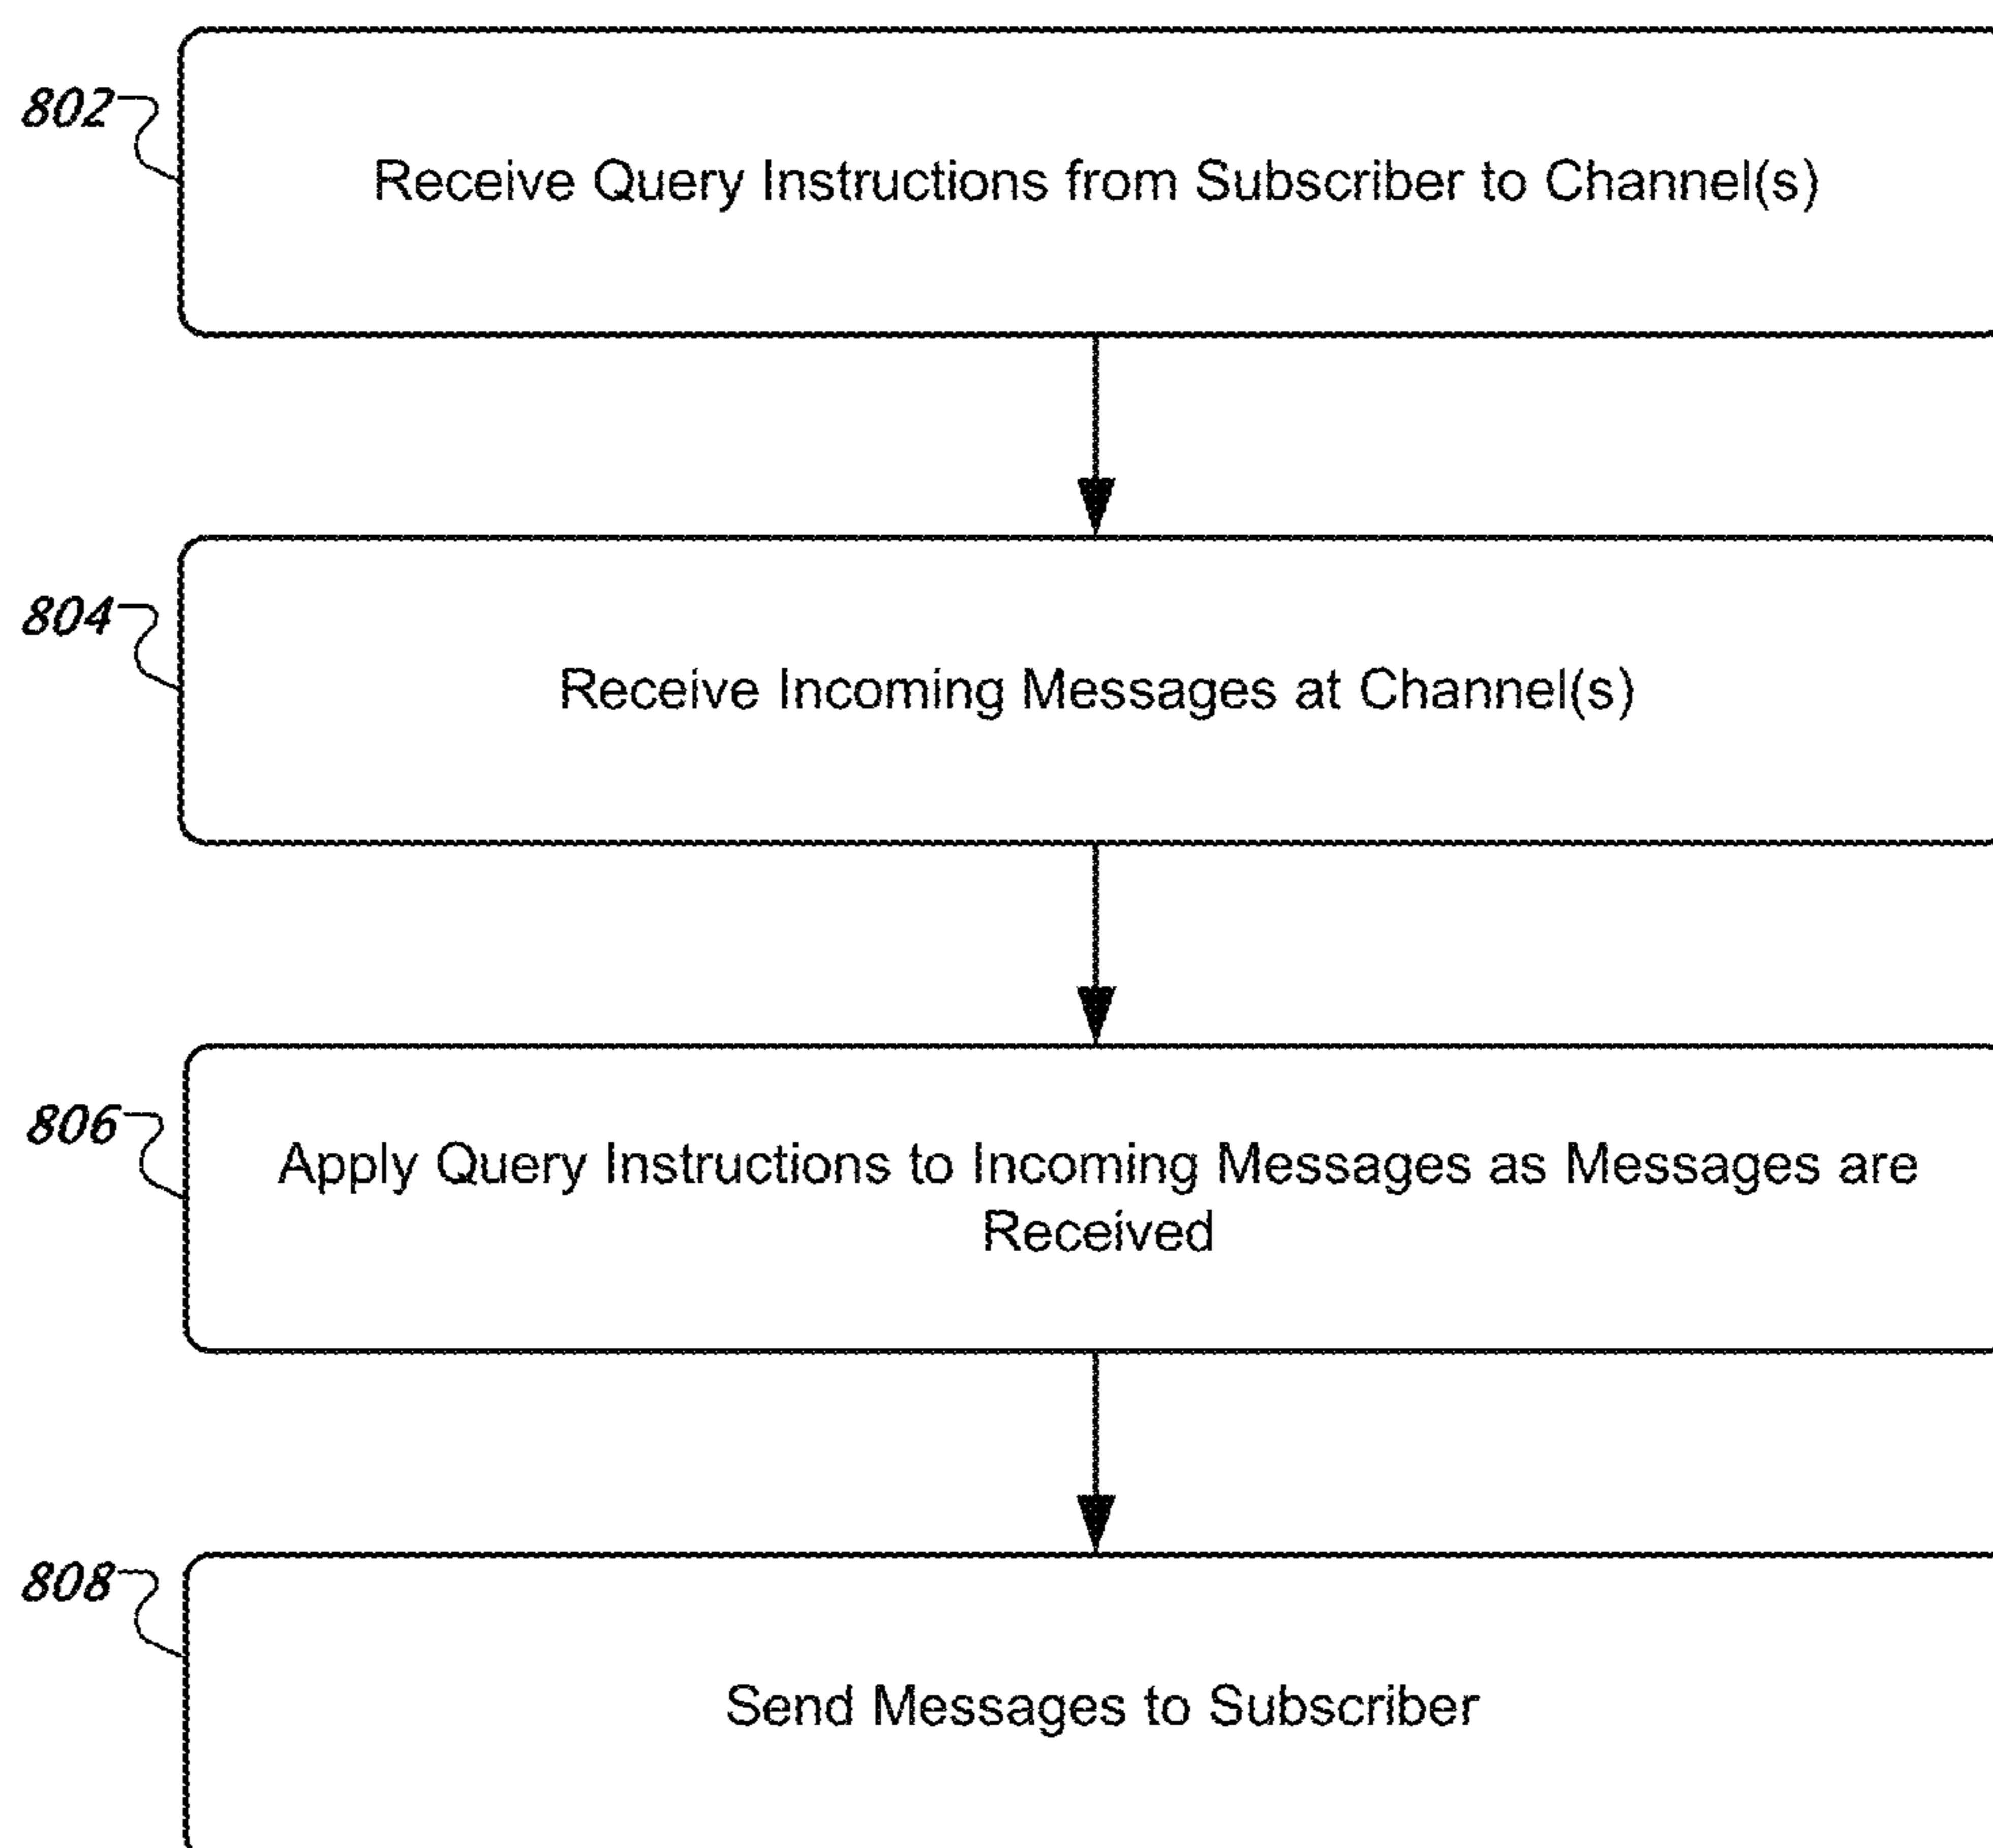 802
Receive Query Instructions from Subscriber to Channel(s)
804
Receive Incoming Messages at Channel(s)
806
Apply Query Instructions to Incoming Messages as Messages are
Received
808
Send Messages to Subscriber